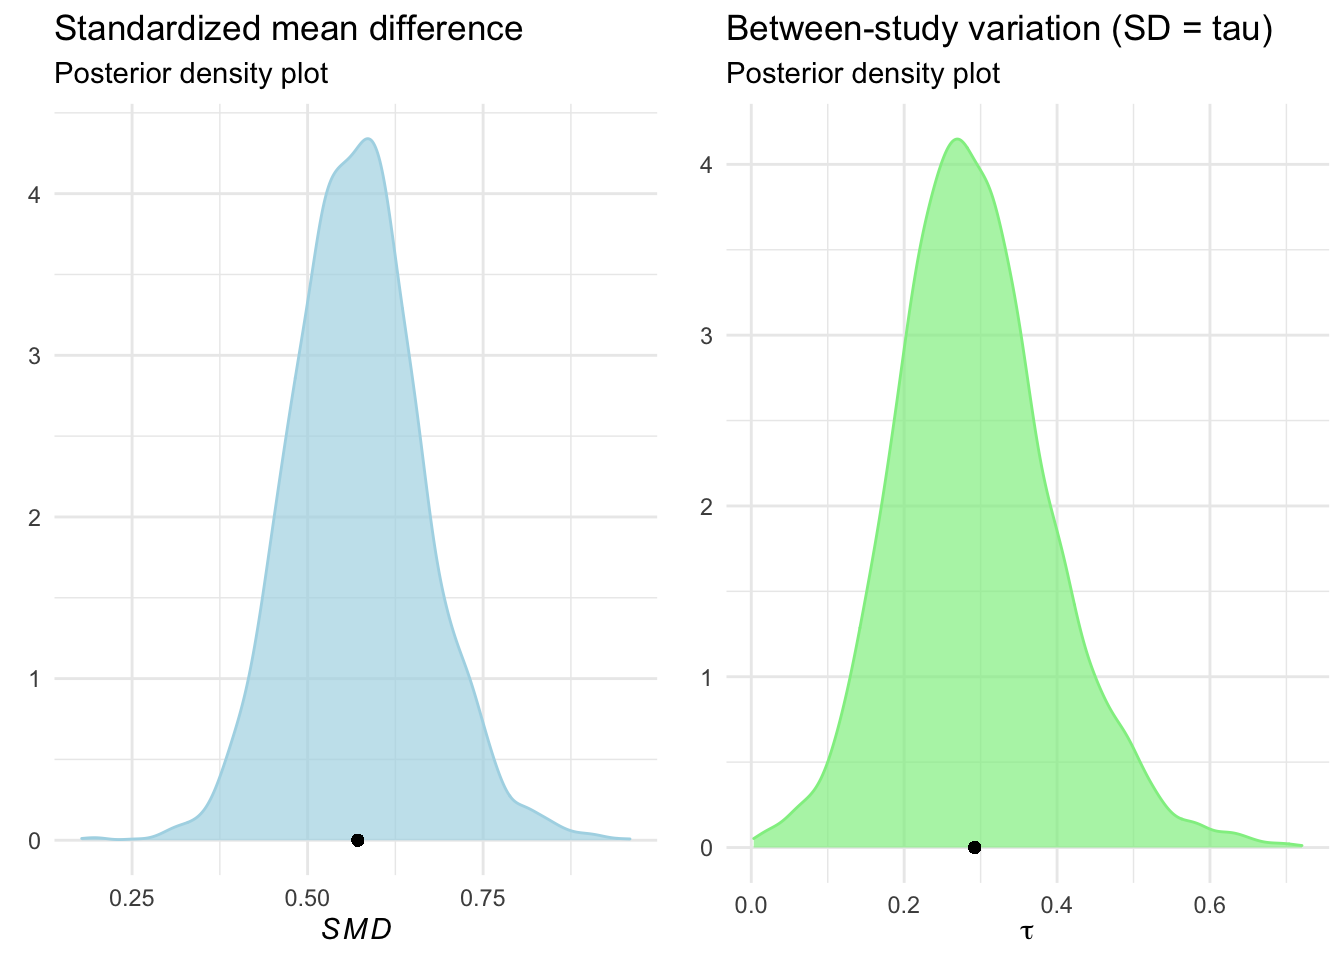 Standardized mean difference
Posterior density plot
4
3
2
1
0
0.25 0.50 0.75
SMD
Between-study variation (SD = tau)
Posterior density plot
4
3
2
1
0
0.0 0.2 0.4 0.6
τ